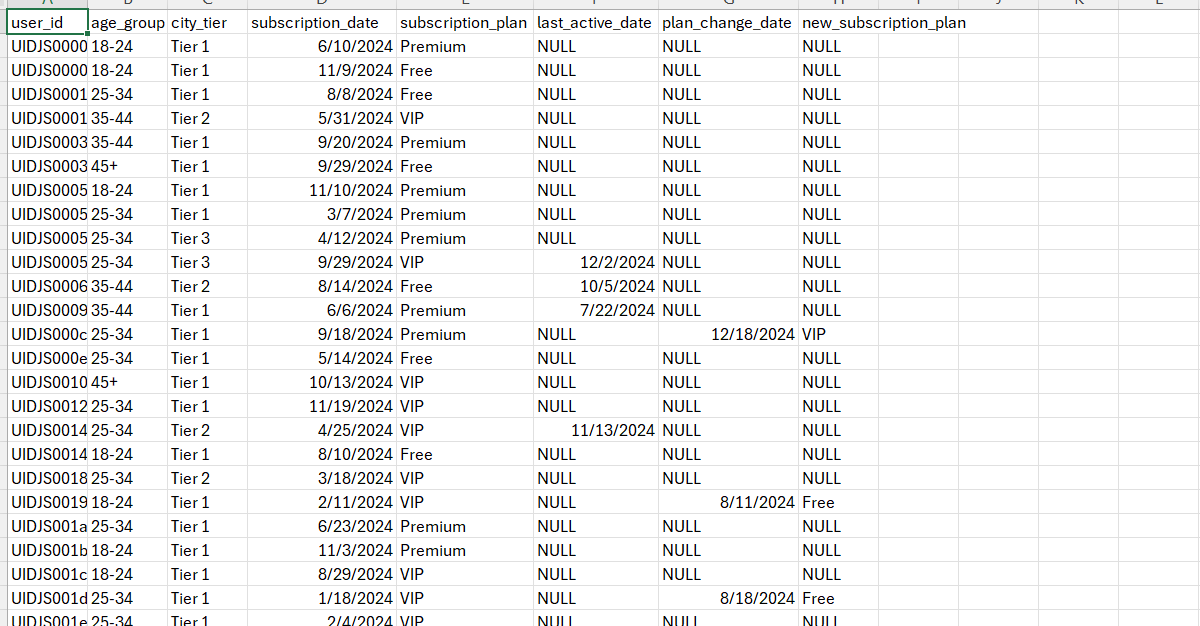 user_id age_group city_tier subscription_date subscription_plan last_active_date plan_change_date new_subscription_plan
UIDJS0000 18-24 Tier 1 6/10/2024 Premium NULL NULL NULL
UIDJS0000 18-24 Tier 1 11/9/2024 Free NULL NULL NULL
UIDJS0001 25-34 Tier 1 8/8/2024 Free NULL NULL NULL
UIDJS0001 35-44 Tier 2 5/31/2024 VIP NULL NULL NULL
UIDJS0003 35-44 Tier 1 9/20/2024 Premium NULL NULL NULL
UIDJS0003 45+ Tier 1 9/29/2024 Free NULL NULL NULL
UIDJS0005 18-24 Tier 1 11/10/2024 Premium NULL NULL NULL
UIDJS0005 25-34 Tier 1 3/7/2024 Premium NULL NULL NULL
UIDJS0005 25-34 Tier 3 4/12/2024 Premium NULL NULL NULL
UIDJS0005 25-34 Tier 3 9/29/2024 VIP 12/2/2024 NULL NULL
UIDJS0006 35-44 Tier 2 8/14/2024 Free 10/5/2024 NULL NULL
UIDJS0009 35-44 Tier 1 6/6/2024 Premium 7/22/2024 NULL NULL
UIDJS000c 25-34 Tier 1 9/18/2024 Premium NULL 12/18/2024 VIP
UIDJS000e 25-34 Tier 1 5/14/2024 Free NULL NULL NULL
UIDJS0010 45+ Tier 1 10/13/2024 VIP NULL NULL NULL
UIDJS0012 25-34 Tier 1 11/19/2024 VIP NULL NULL NULL
UIDJS0014 25-34 Tier 2 4/25/2024 VIP 11/13/2024 NULL NULL
UIDJS0014 18-24 Tier 1 8/10/2024 Free NULL NULL NULL
UIDJS0018 25-34 Tier 2 3/18/2024 VIP NULL NULL NULL
UIDJS0019 18-24 Tier 1 2/11/2024 VIP NULL 8/11/2024 Free
UIDJS001a 25-34 Tier 1 6/23/2024 Premium NULL NULL NULL
UIDJS001b 18-24 Tier 1 11/3/2024 Premium NULL NULL NULL
UIDJS001c 18-24 Tier 1 8/29/2024 VIP NULL NULL NULL
UIDJS001d 25-34 Tier 1 1/18/2024 VIP NULL 8/18/2024 Free
UIDJS001e 25-34 Tier 1 2/4/2024 VIP NULL NULL NULL